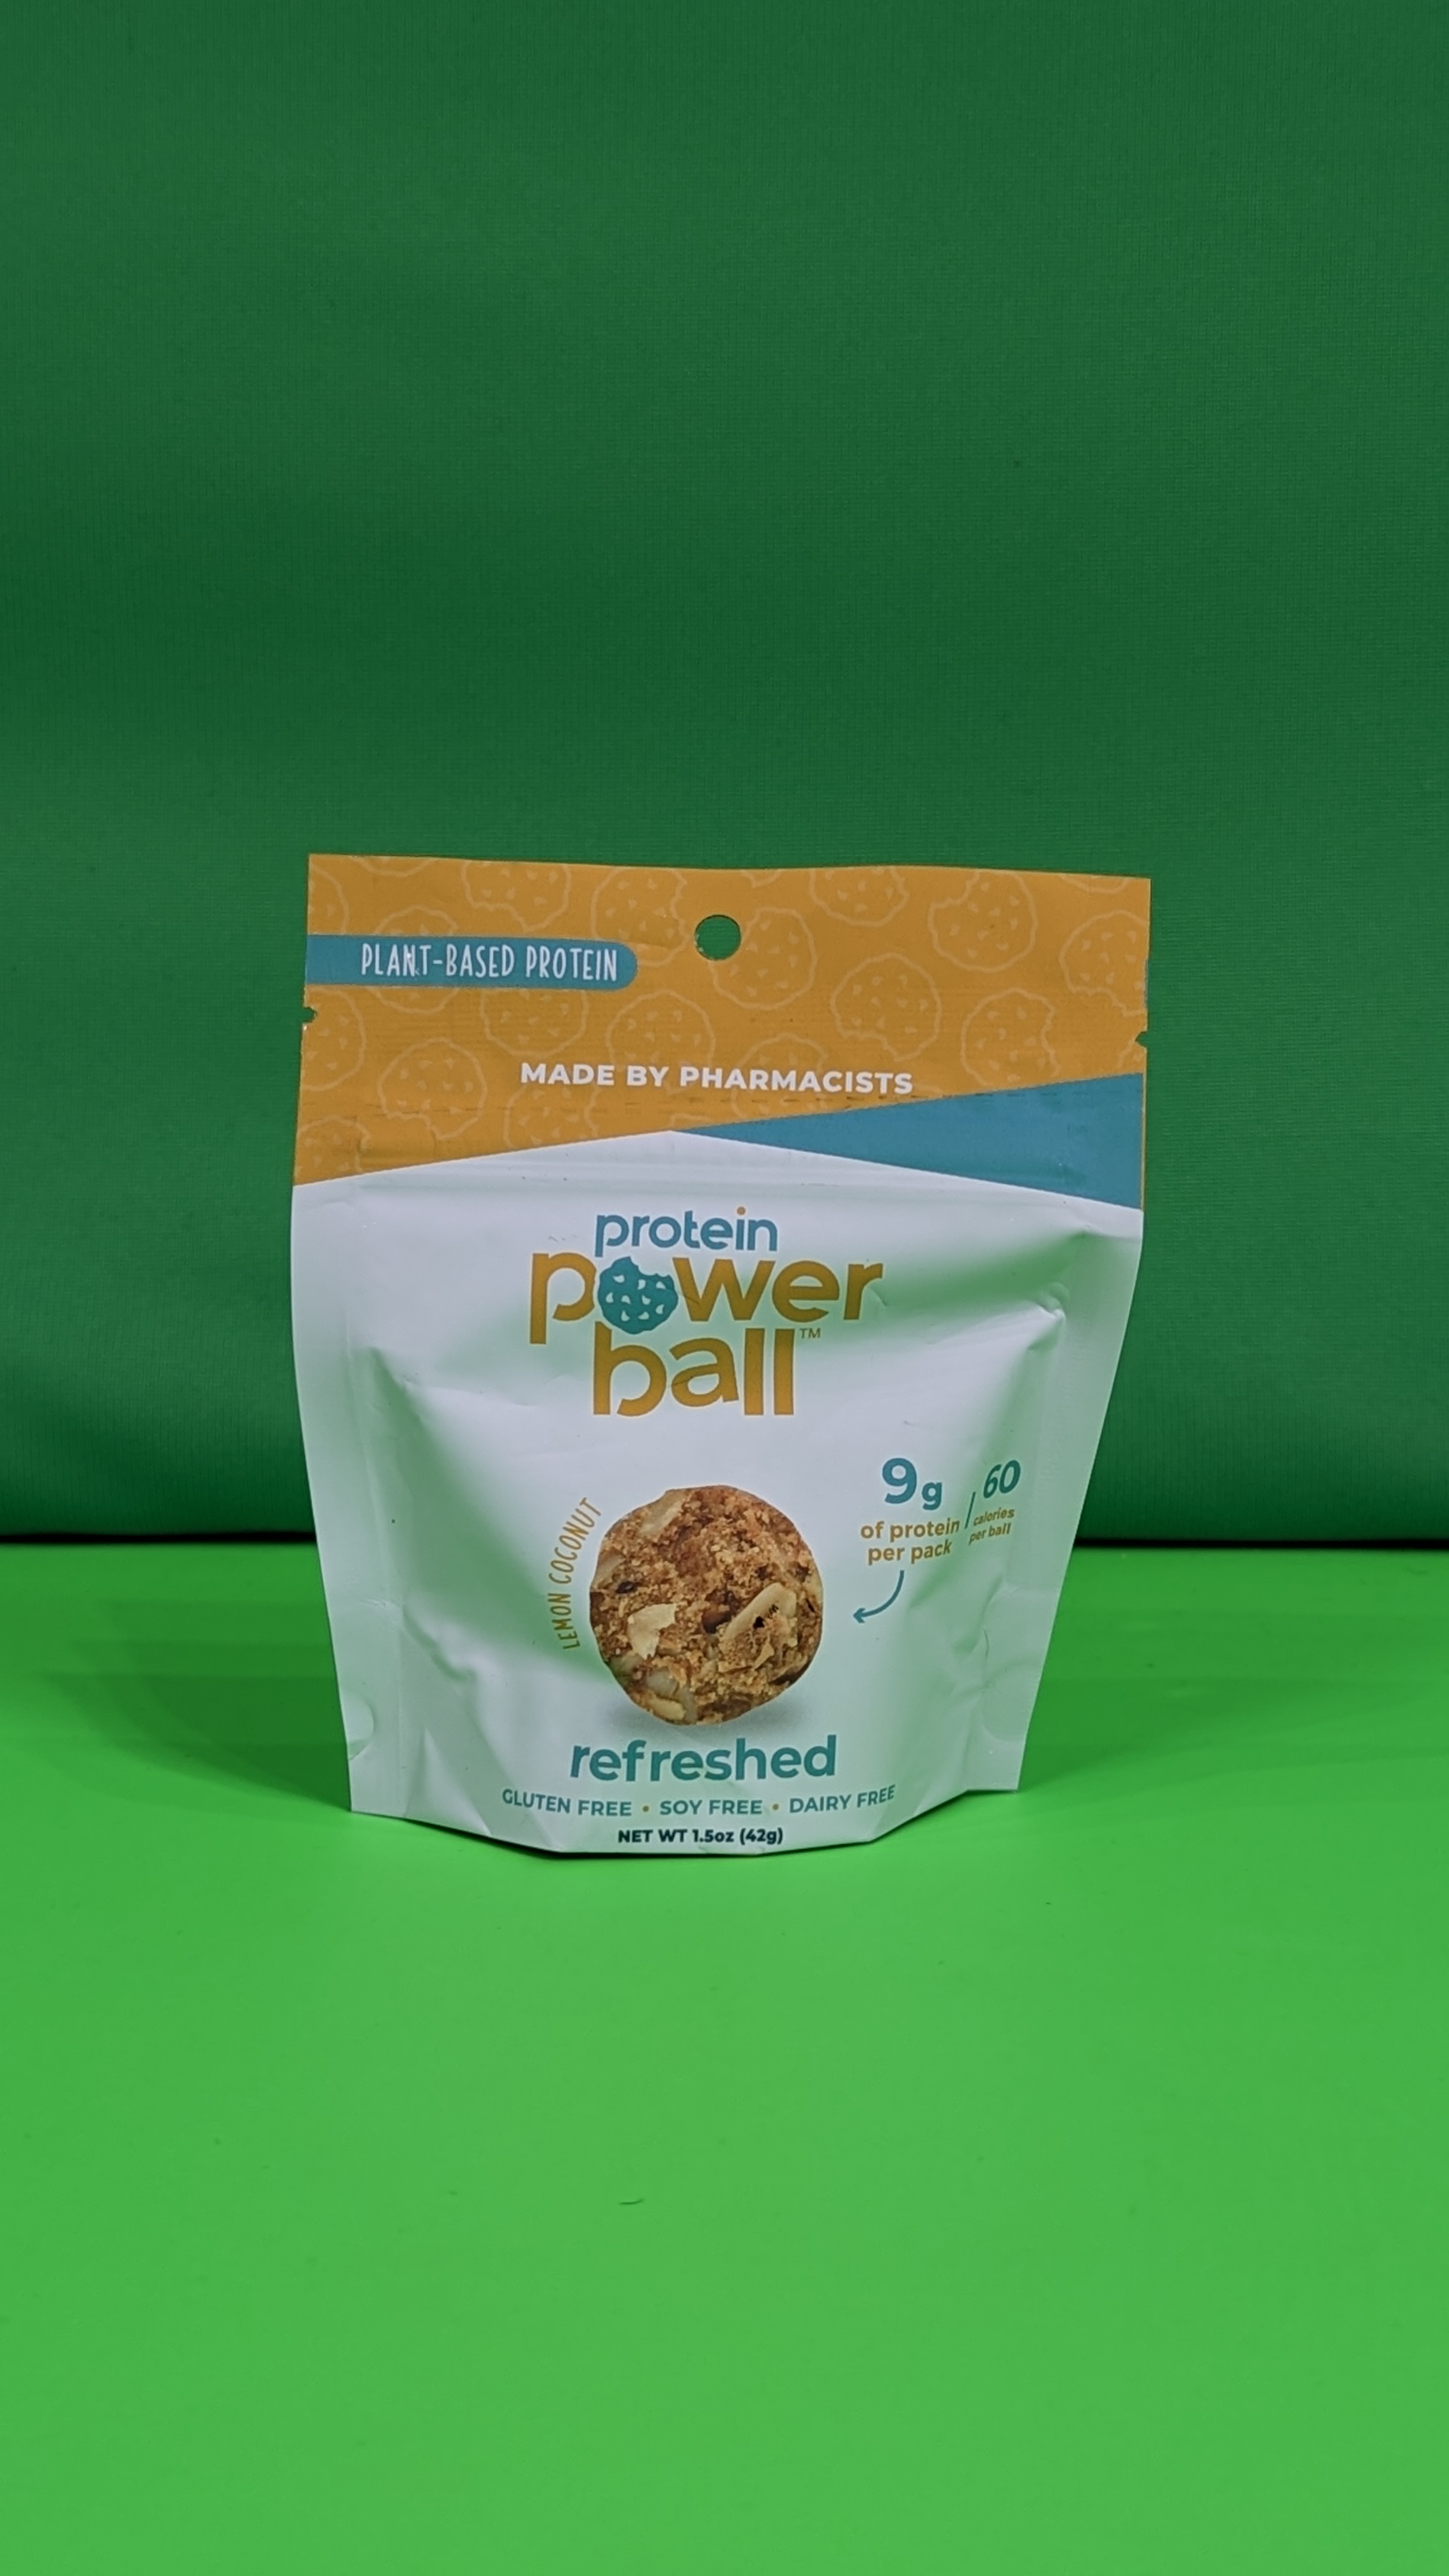 PLANT-BASED PROTEIN
MADE BY PHARMACISTS
protein
power
ball™
9g
of protein
per pack
60
calories
per ball
LEMON COCONUT
refreshed
GLUTEN FREE • SOY FREE • DAIRY FREE
NET WT 1.5oz (42g)